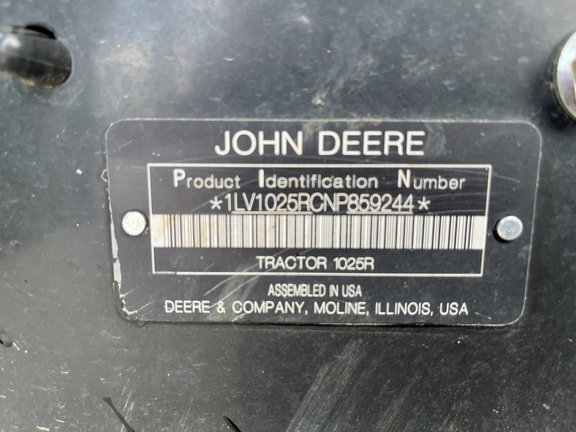 JOHN DEERE
Product Identification Number
*1LV1025RCNP859244*
TRACTOR 1025R
ASSEMBLED IN USA
DEERE & COMPANY, MOLINE, ILLINOIS, USA